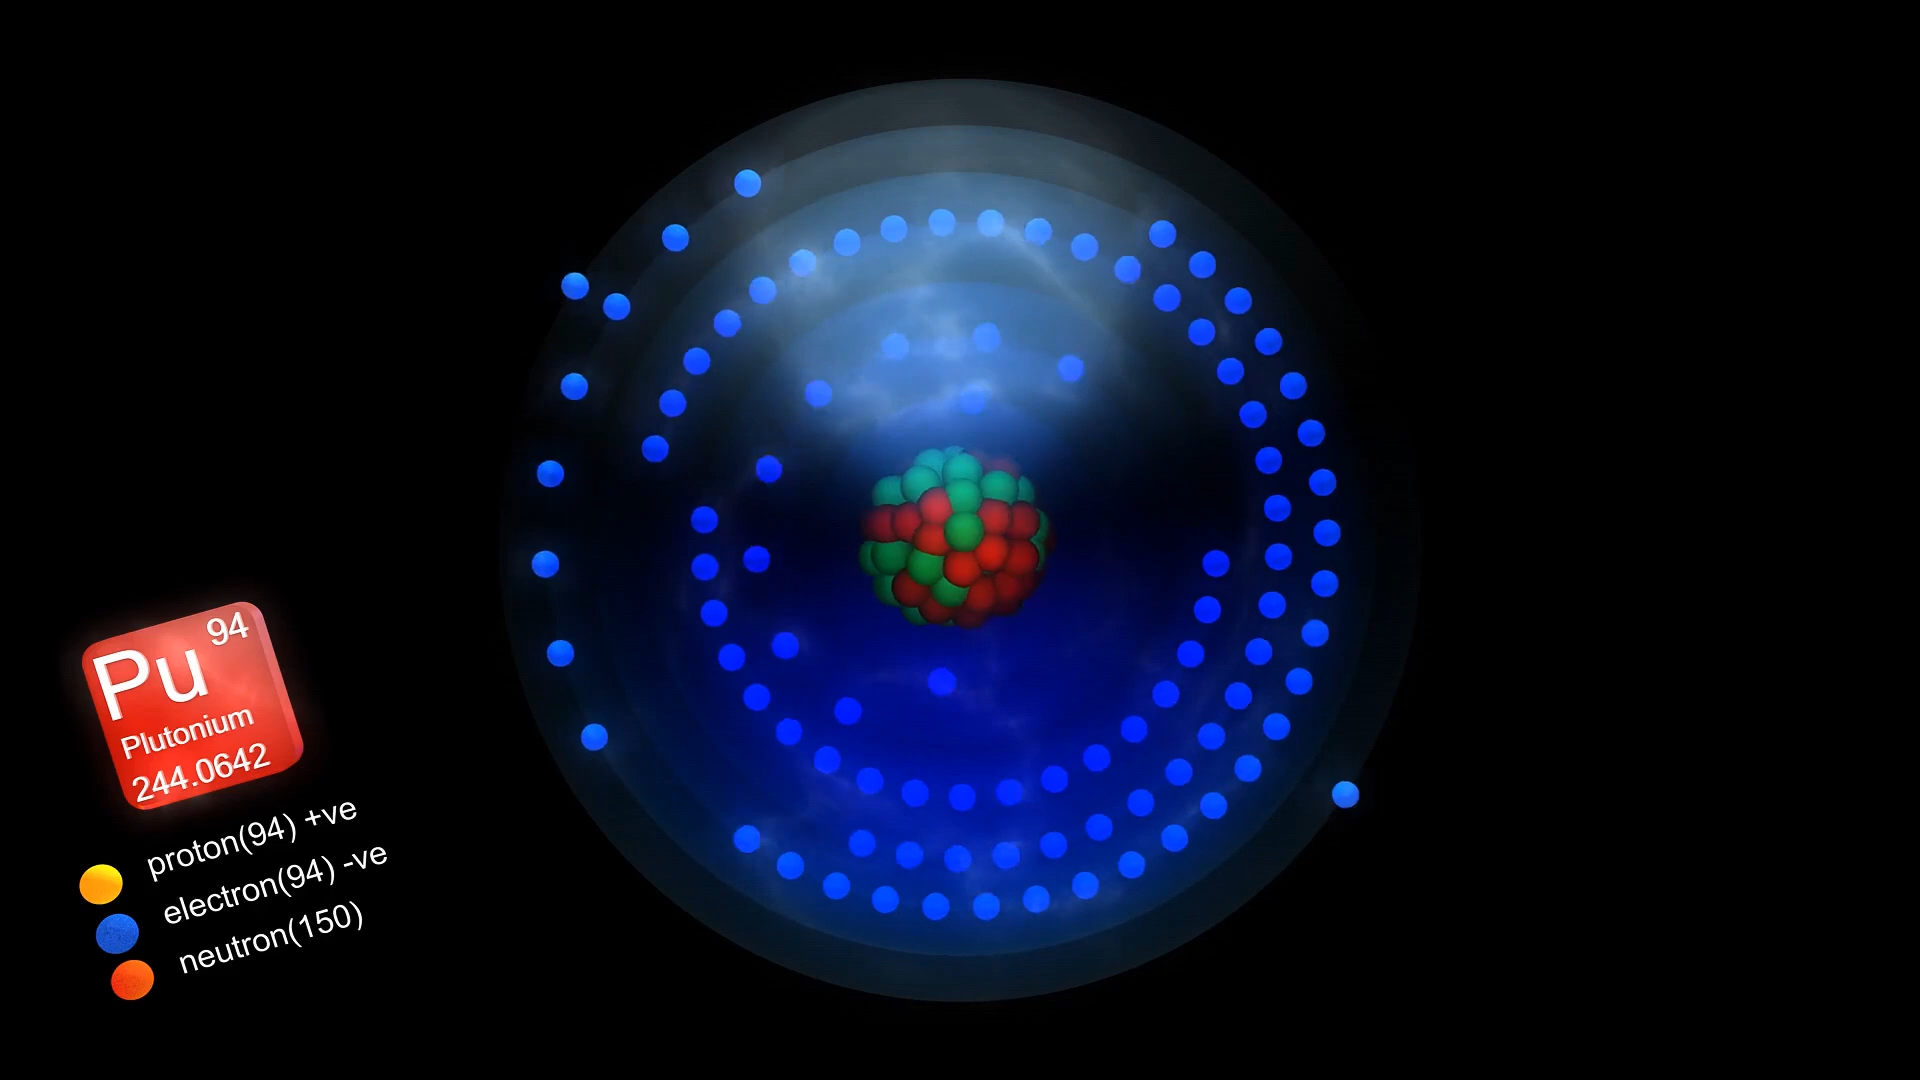 94
Pu
Plutonium
244.0642
proton(94) +ve
electron(94) -ve
neutron(150)